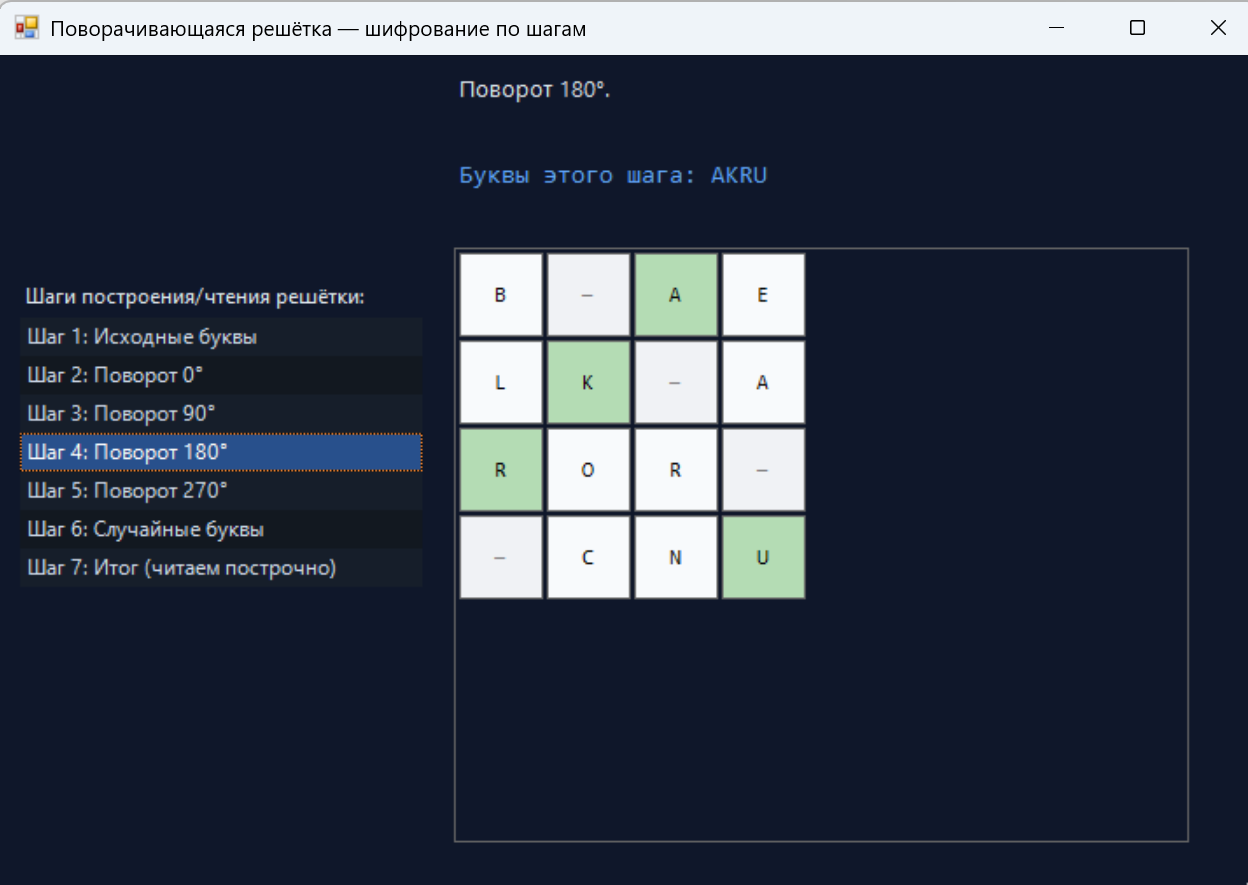 Поворачивающаяся решётка — шифрование по шагам
Поворот 180°.
Буквы этого шага: AKRU
Шаги построения/чтения решётки:
Шаг 1: Исходные буквы
Шаг 2: Поворот 0°
Шаг 3: Поворот 90°
Шаг 4: Поворот 180°
Шаг 5: Поворот 270°
Шаг 6: Случайные буквы
Шаг 7: Итог (читаем построчно)
B – A E
L K – A
R O R –
– C N U